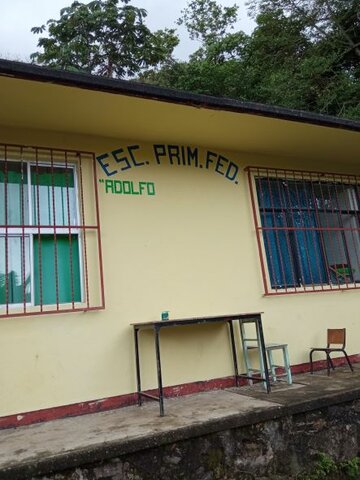 ESC. PRIM. FED.
"ADOLFO